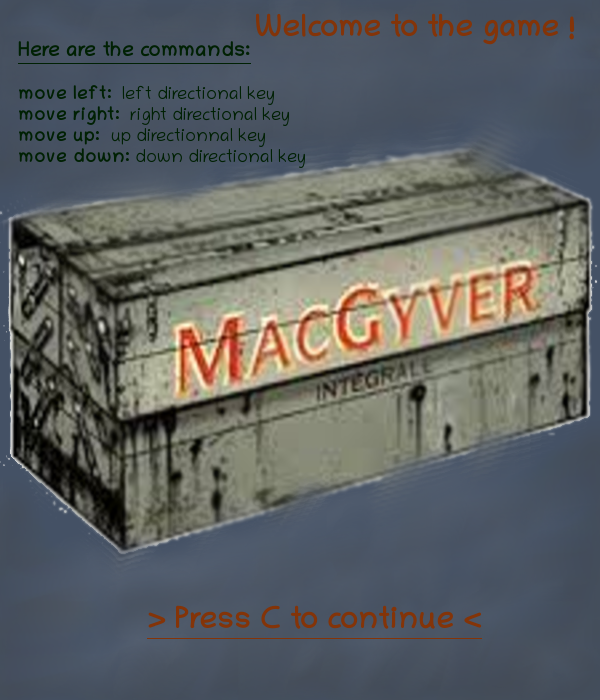 Welcome to the game !
Here are the commands:
move left: left directional key
move right: right directional key
move up: up directionnal key
move down: down directional key
MACGYVER
INTÉGRALE
> Press C to continue <